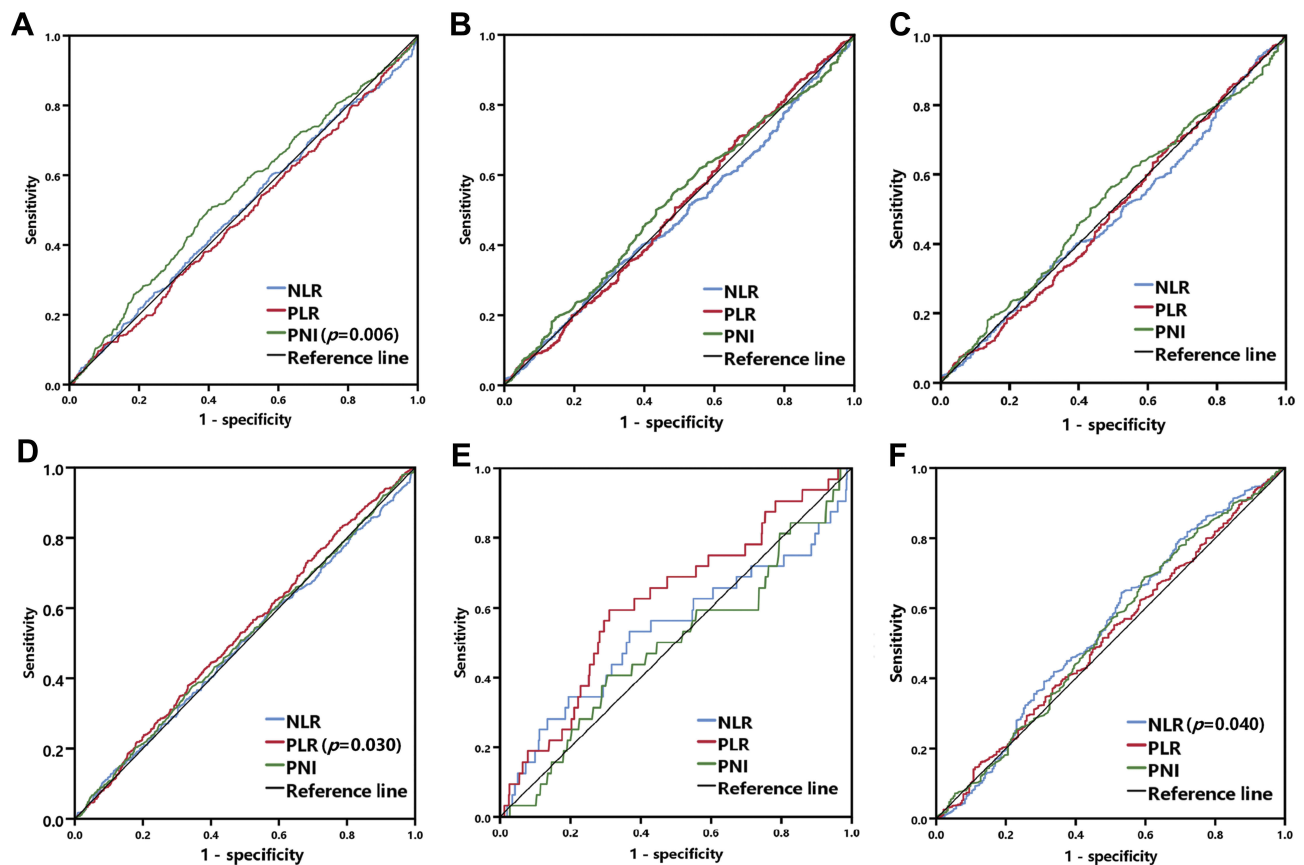 A
1.0
0.8
0.6
0.4
0.2
0.0
Sensitivity
NLR
PLR
PNI (p=0.006)
Reference line
0.0 0.2 0.4 0.6 0.8 1.0
1 - specificity
B
1.0
0.8
0.6
0.4
0.2
0.0
Sensitivity
NLR
PLR
PNI
Reference line
0.0 0.2 0.4 0.6 0.8 1.0
1 - specificity
C
1.0
0.8
0.6
0.4
0.2
0.0
Sensitivity
NLR
PLR
PNI
Reference line
0.0 0.2 0.4 0.6 0.8 1.0
1 - specificity
D
1.0
0.8
0.6
0.4
0.2
0.0
Sensitivity
NLR
PLR (p=0.030)
PNI
Reference line
0.0 0.2 0.4 0.6 0.8 1.0
1 - specificity
E
1.0
0.8
0.6
0.4
0.2
0.0
Sensitivity
NLR
PLR
PNI
Reference line
0.0 0.2 0.4 0.6 0.8 1.0
1 - specificity
F
1.0
0.8
0.6
0.4
0.2
0.0
Sensitivity
NLR (p=0.040)
PLR
PNI
Reference line
0.0 0.2 0.4 0.6 0.8 1.0
1 - specificity